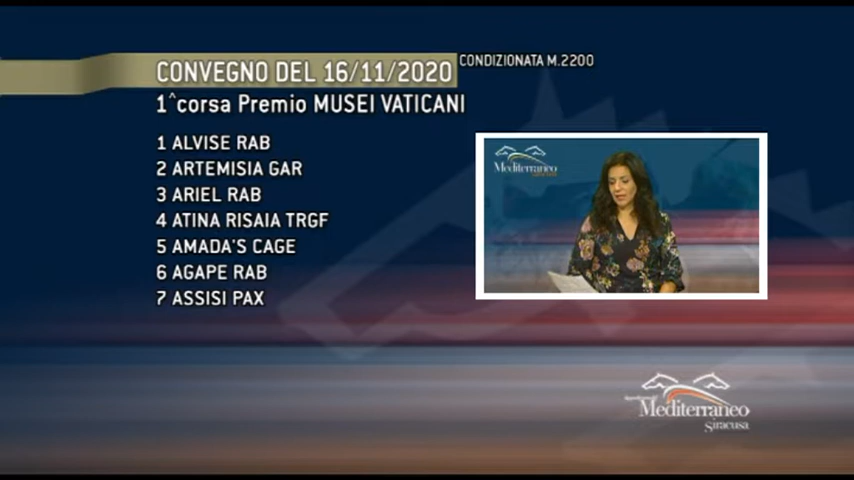 CONVEGNO DEL 16/11/2020 CONDIZIONATA M.2200
1^corsa Premio MUSEI VATICANI
1 ALVISE RAB
2 ARTEMISIA GAR
3 ARIEL RAB
4 ATINA RISAIA TRGF
5 AMADA'S CAGE
6 AGAPE RAB
7 ASSISI PAX
Mediterraneo
Mediterraneo
Siracusa